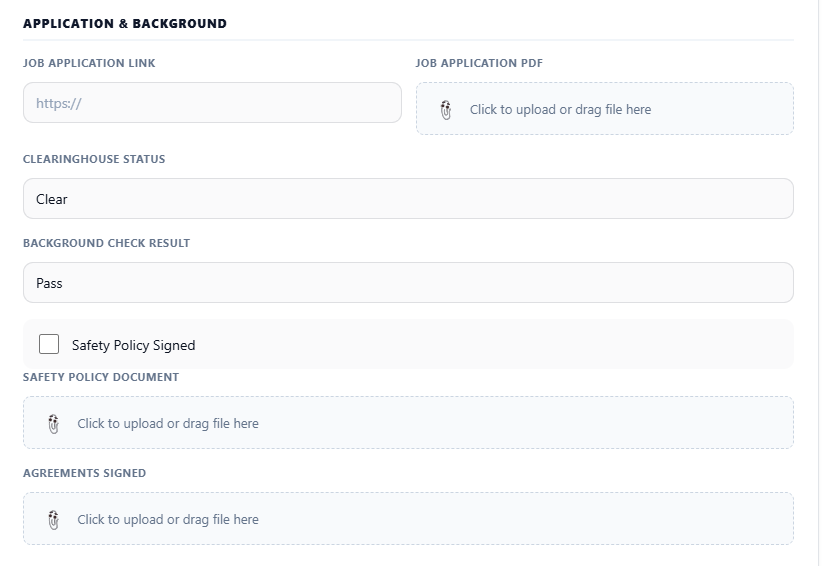 APPLICATION & BACKGROUND
JOB APPLICATION LINK
JOB APPLICATION PDF
https://
Click to upload or drag file here
CLEARINGHOUSE STATUS
Clear
BACKGROUND CHECK RESULT
Pass
Safety Policy Signed
SAFETY POLICY DOCUMENT
Click to upload or drag file here
AGREEMENTS SIGNED
Click to upload or drag file here